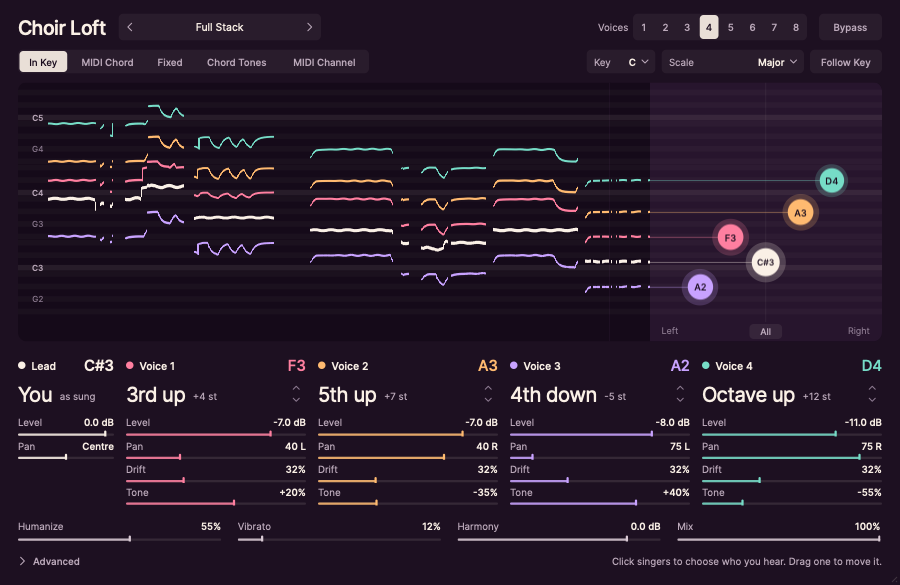 Choir Loft
Full Stack
Voices 1 2 3 4 5 6 7 8
Bypass
In Key MIDI Chord Fixed Chord Tones MIDI Channel
Key C
Scale Major
Follow Key
C5
G4
C4
G3
C3
G2
D4
A3
F3
C#3
A2
Left All Right
Lead C#3
You as sung
Level 0.0 dB
Pan Centre
Voice 1 F3
3rd up +4 st
Level -7.0 dB
Pan 40 L
Drift 32%
Tone +20%
Voice 2 A3
5th up +7 st
Level -7.0 dB
Pan 40 R
Drift 32%
Tone -35%
Voice 3 A2
4th down -5 st
Level -8.0 dB
Pan 75 L
Drift 32%
Tone +40%
Voice 4 D4
Octave up +12 st
Level -11.0 dB
Pan 75 R
Drift 32%
Tone -55%
Humanize 55%
Vibrato 12%
Harmony 0.0 dB
Mix 100%
Advanced
Click singers to choose who you hear. Drag one to move it.